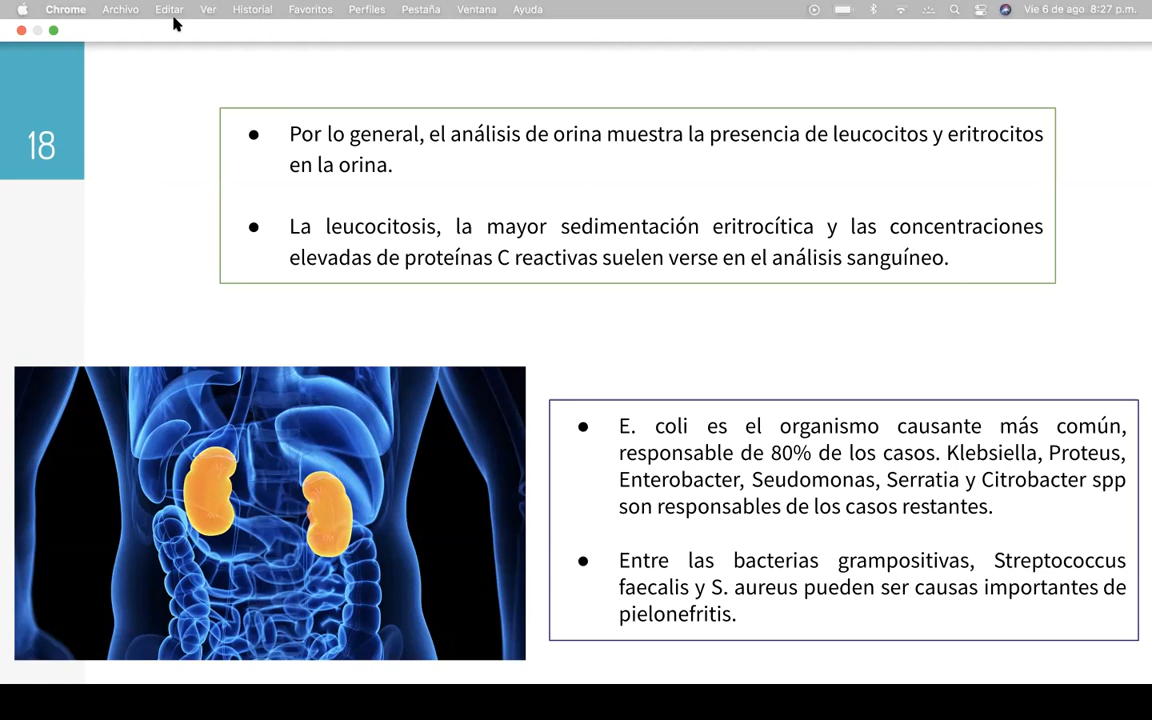 Chrome Archivo Editar Ver Historial Favoritos Perfiles Pestaña Ventana Ayuda Vie 6 de ago 8:27 p.m.
18
● Por lo general, el análisis de orina muestra la presencia de leucocitos y eritrocitos
en la orina.
● La leucocitosis, la mayor sedimentación eritrocítica y las concentraciones
elevadas de proteínas C reactivas suelen verse en el análisis sanguíneo.
● E. coli es el organismo causante más común,
responsable de 80% de los casos. Klebsiella, Proteus,
Enterobacter, Seudomonas, Serratia y Citrobacter spp
son responsables de los casos restantes.
● Entre las bacterias grampositivas, Streptococcus
faecalis y S. aureus pueden ser causas importantes de
pielonefritis.